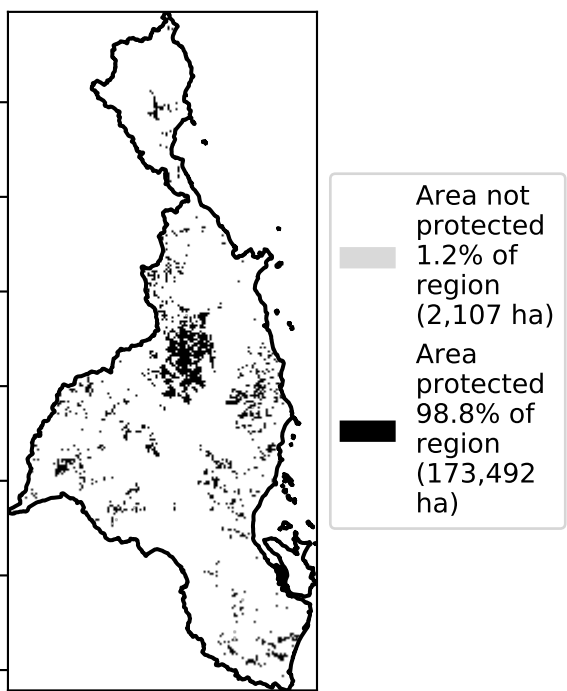 Area not
protected
1.2% of
region
(2,107 ha)
Area
protected
98.8% of
region
(173,492
ha)